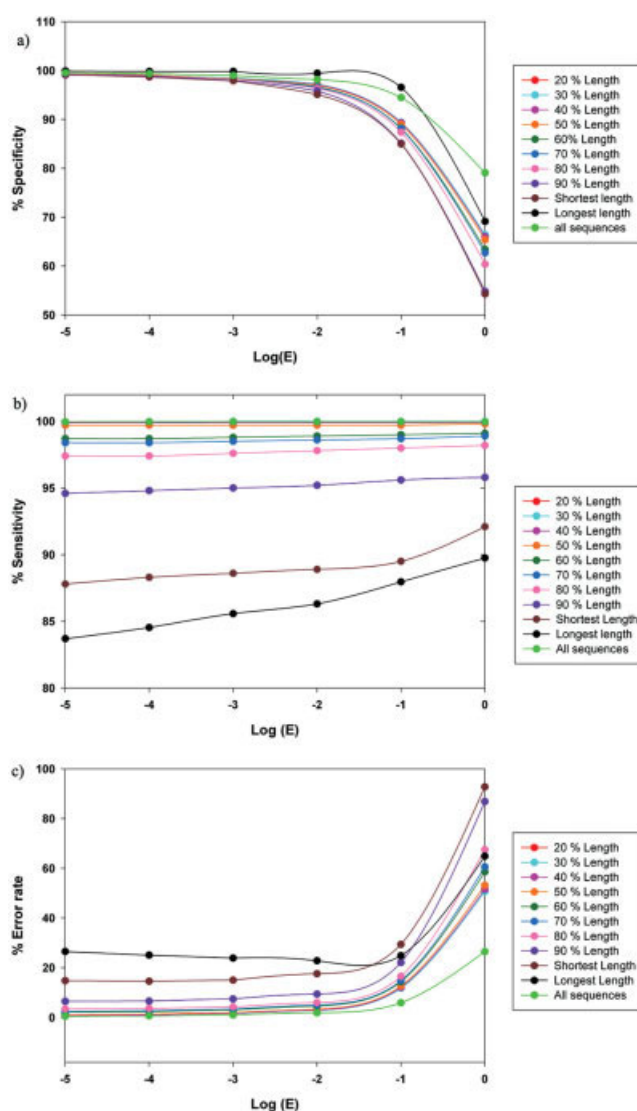 a)
110
100
90
80
70
60
50
% Specificity
-5 -4 -3 -2 -1 0
Log(E)
20 % Length
30 % Length
40 % Length
50 % Length
60% Length
70 % Length
80 % Length
90 % Length
Shortest length
Longest length
all sequences
b)
100
95
90
85
80
% Sensitivity
-5 -4 -3 -2 -1 0
Log (E)
20 % Length
30 % Length
40 % Length
50 % Length
60 % Length
70 % Length
80 % Length
90 % Length
Shortest Length
Longest length
All sequences
c)
100
80
60
40
20
0
% Error rate
-5 -4 -3 -2 -1 0
Log (E)
20 % Length
30 % Length
40 % Length
50 % Length
60 % Length
70 % Length
80 % Length
90 % Length
Shortest Length
Longest Length
All sequences